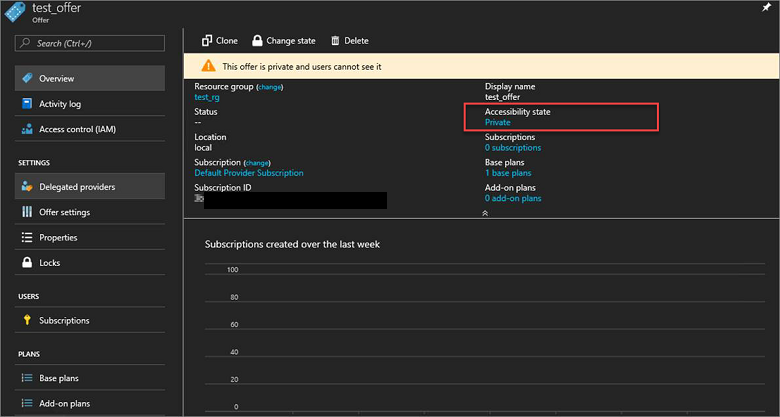 test_offer
Offer
Search (Ctrl+/)
Overview
Activity log
Access control (IAM)
SETTINGS
Delegated providers
Offer settings
Properties
Locks
USERS
Subscriptions
PLANS
Base plans
Add-on plans
Clone Change state Delete
This offer is private and users cannot see it
Resource group (change)
test_rg
Status
--
Location
local
Subscription (change)
Default Provider Subscription
Subscription ID
Display name
test_offer
Accessibility state
Private
Subscriptions
0 subscriptions
Base plans
1 base plans
Add-on plans
0 add-on plans
Subscriptions created over the last week
100
80
60
40
20
0